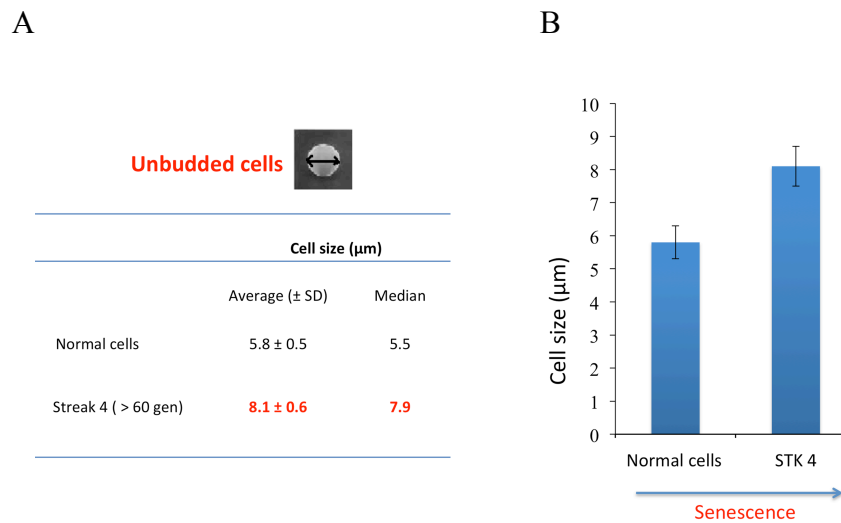 A
Unbudded cells
Cell size (μm)
Average (± SD) Median
Normal cells 5.8 ± 0.5 5.5
Streak 4 ( > 60 gen) 8.1 ± 0.6 7.9
B
Cell size (μm)
10
9
8
7
6
5
4
3
2
1
0
Normal cells STK 4
Senescence